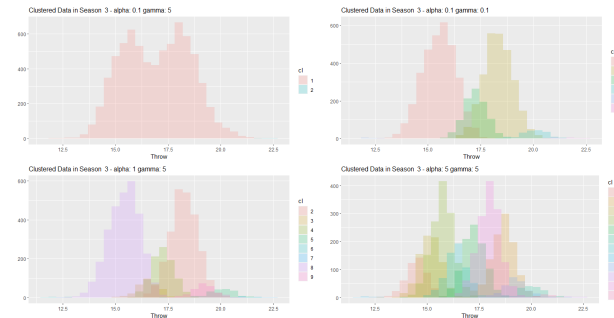 Clustered Data in Season 3 - alpha: 0.1 gamma: 5
600
400
200
0
12.5 15.0 17.5 20.0 22.5
Throw
cl
1
2
Clustered Data in Season 3 - alpha: 0.1 gamma: 0.1
600
400
200
0
12.5 15.0 17.5 20.0 22.5
Throw
c
Clustered Data in Season 3 - alpha: 1 gamma: 5
600
400
200
0
12.5 15.0 17.5 20.0 22.5
Throw
cl
2
3
4
5
6
7
8
9
Clustered Data in Season 3 - alpha: 5 gamma: 5
400
300
200
100
0
12.5 15.0 17.5 20.0 22.5
Throw
cl